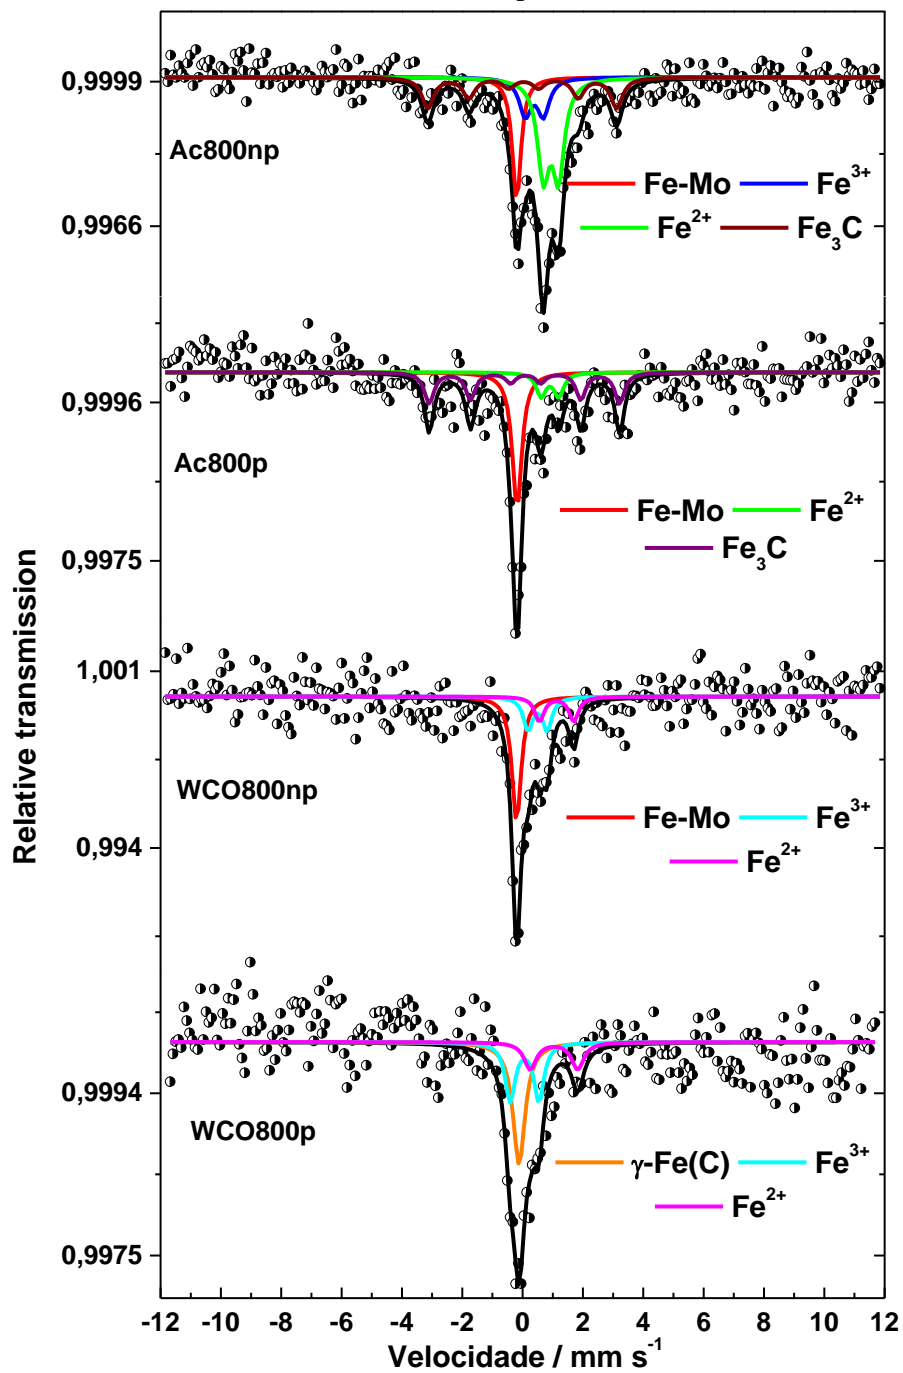 0,9999
Ac800np
Fe-Mo Fe3+
0,9966
Fe2+ Fe3C
0,9996
Ac800p
Fe-Mo Fe2+
Fe3C
0,9975
1,001
WCO800np
Fe-Mo Fe3+
0,994
Fe2+
0,9994
WCO800p
γ-Fe(C) Fe3+
Fe2+
0,9975
Relative transmission
-12 -10 -8 -6 -4 -2 0 2 4 6 8 10 12
Velocidade / mm s-1